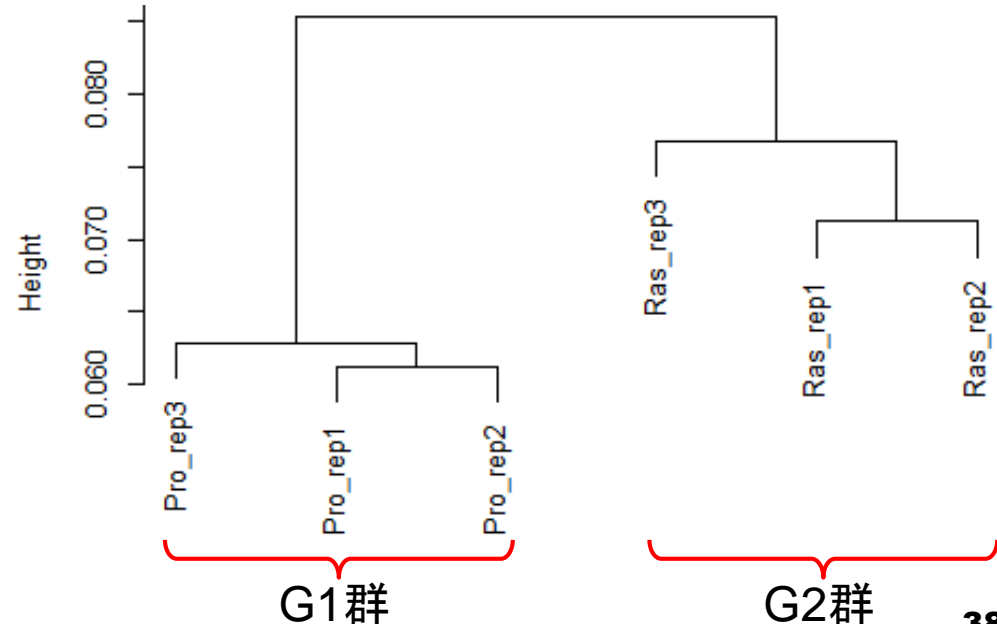 Height
0.080
0.070
0.060
Ras_rep3
Ras_rep1
Ras_rep2
Pro_rep3
Pro_rep1
Pro_rep2
G1群
G2群
38